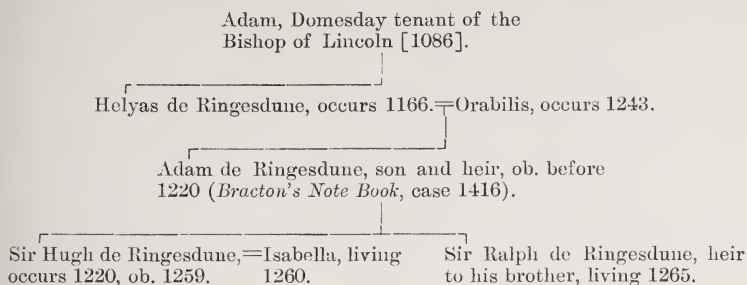 Adam, Domesday tenant of the
Bishop of Lincoln [1086].
Helyas de Ringesdune, occurs 1166.=Orabilis, occurs 1243.
Adam de Ringesdune, son and heir, ob. before
1220 (Bracton's Note Book, case 1416).
Sir Hugh de Ringesdune,=Isabella, living
occurs 1220, ob. 1259. 1260.
Sir Ralph de Ringesdune, heir
to his brother, living 1265.